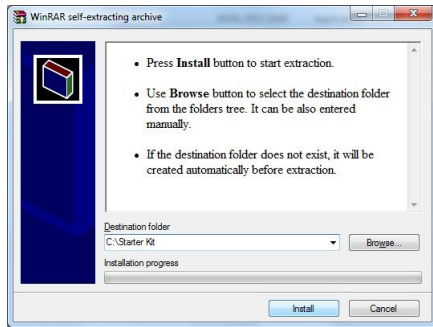 WinRAR self-extracting archive
• Press Install button to start extraction.
• Use Browse button to select the destination folder
from the folders tree. It can be also entered
manually.
• If the destination folder does not exist, it will be
created automatically before extraction.
Destination folder
C:\Starter Kit
Browse...
Installation progress
Install
Cancel